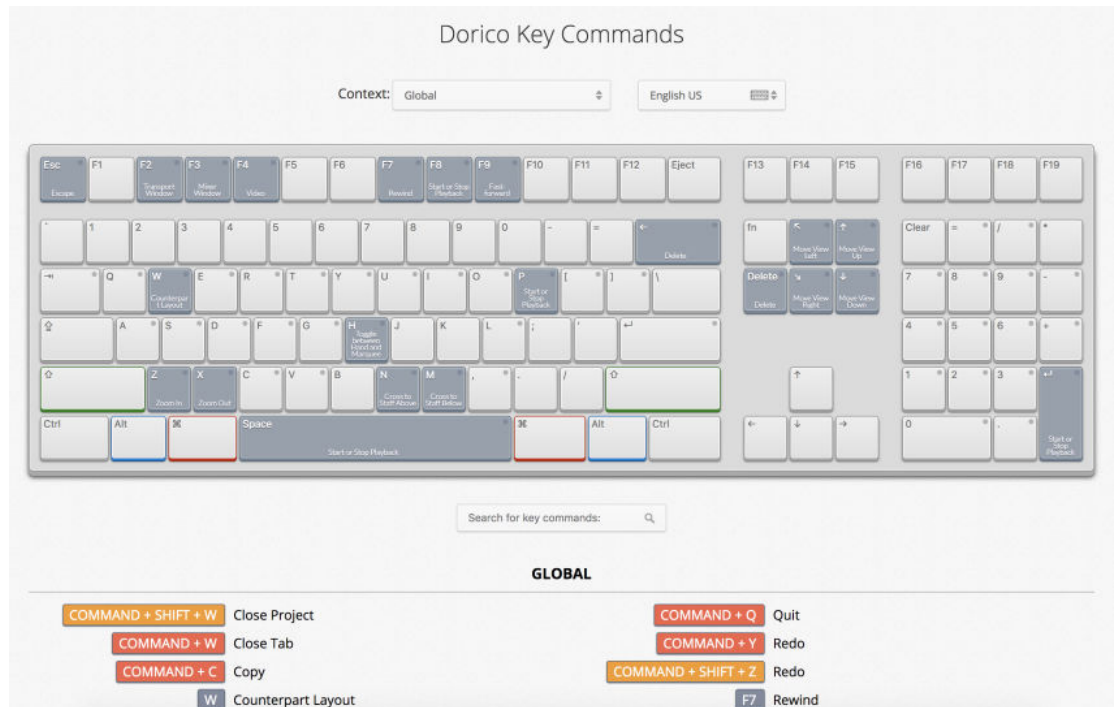 Dorico Key Commands
Context: Global English US
Esc F1 F2 F3 F4 F5 F6 F7 F8 F9 F10 F11 F12 Eject F13 F14 F15 F16 F17 F18 F19
Escape Transport Window Mixer Window Video Rewind Start or Stop Playback Fast-forward
` 1 2 3 4 5 6 7 8 9 0 - = ← fn ↖ ↑ Clear = / *
Delete Move View Left Move View Up
⇥ Q W E R T Y U I O P [ ] \ Delete ↘ ↓ 7 8 9 -
Counterpart Layout Start or Stop Playback Delete Move View Right Move View Down
⇪ A S D F G H J K L ; ' ↵ 4 5 6 +
Toggle between Hand and Marquee
⇧ Z X C V B N M , . / ⇧ ↑ 1 2 3 ↵
Zoom In Zoom Out Cross to Staff Above Cross to Staff Below
Ctrl Alt ⌘ Space ⌘ Alt Ctrl ← ↓ → 0 .
Start or Stop Playback Start or Stop Playback
Search for key commands:
GLOBAL
COMMAND + SHIFT + W Close Project COMMAND + Q Quit
COMMAND + W Close Tab COMMAND + Y Redo
COMMAND + C Copy COMMAND + SHIFT + Z Redo
W Counterpart Layout F7 Rewind